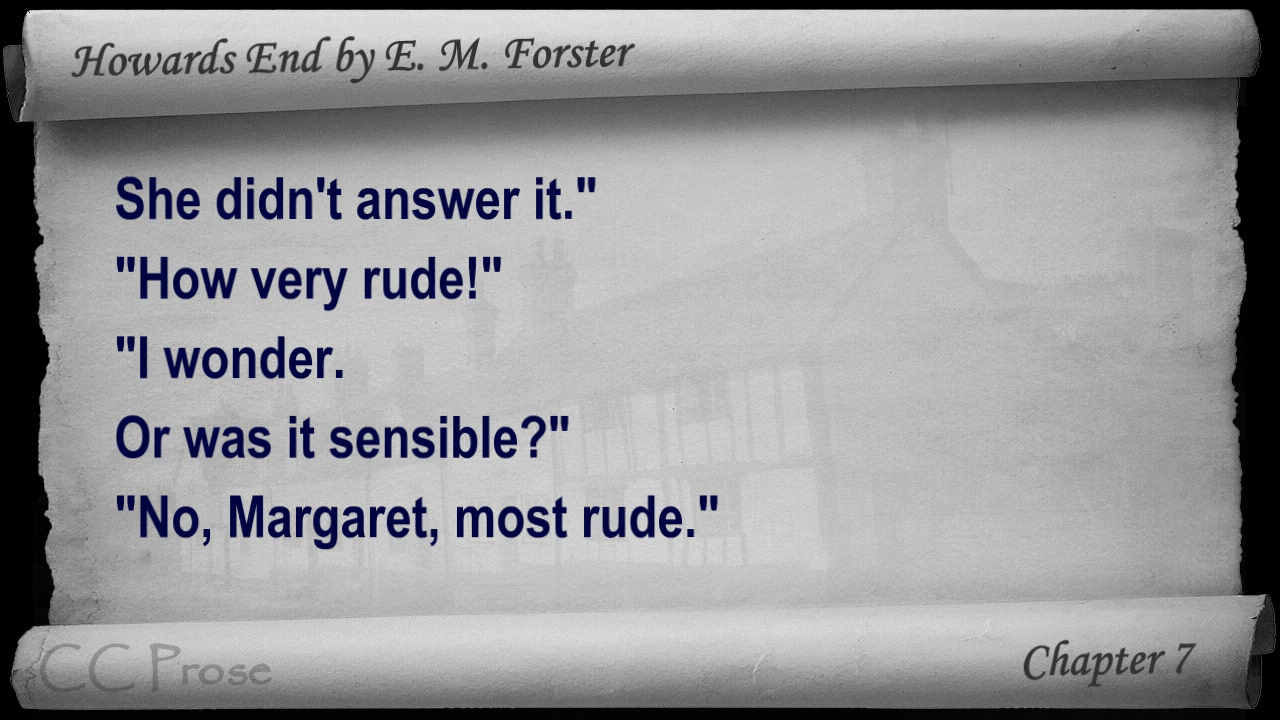 Howards End by E. M. Forster
She didn't answer it."
"How very rude!"
"I wonder.
Or was it sensible?"
"No, Margaret, most rude."
CC Prose
Chapter 7